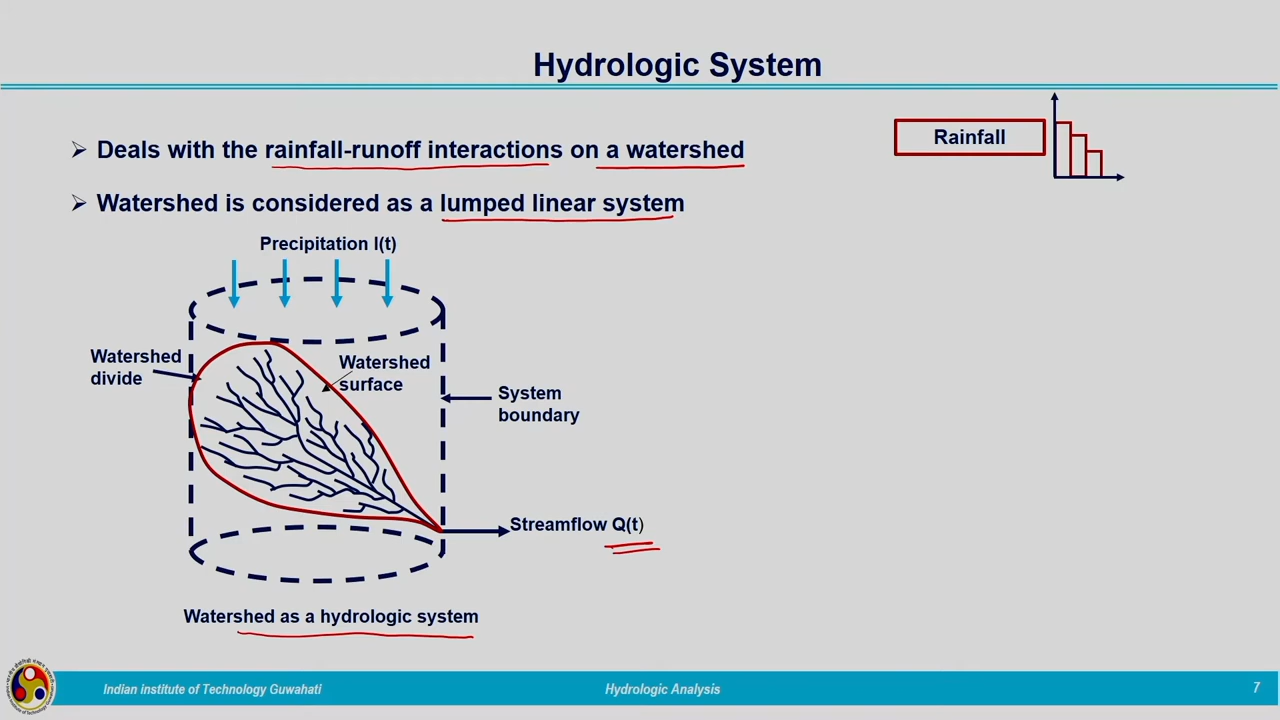 Hydrologic System
➢ Deals with the rainfall-runoff interactions on a watershed
➢ Watershed is considered as a lumped linear system
Rainfall
Precipitation I(t)
Watershed
divide
Watershed
surface
System
boundary
Streamflow Q(t)
Watershed as a hydrologic system
Indian institute of Technology Guwahati
Hydrologic Analysis
7